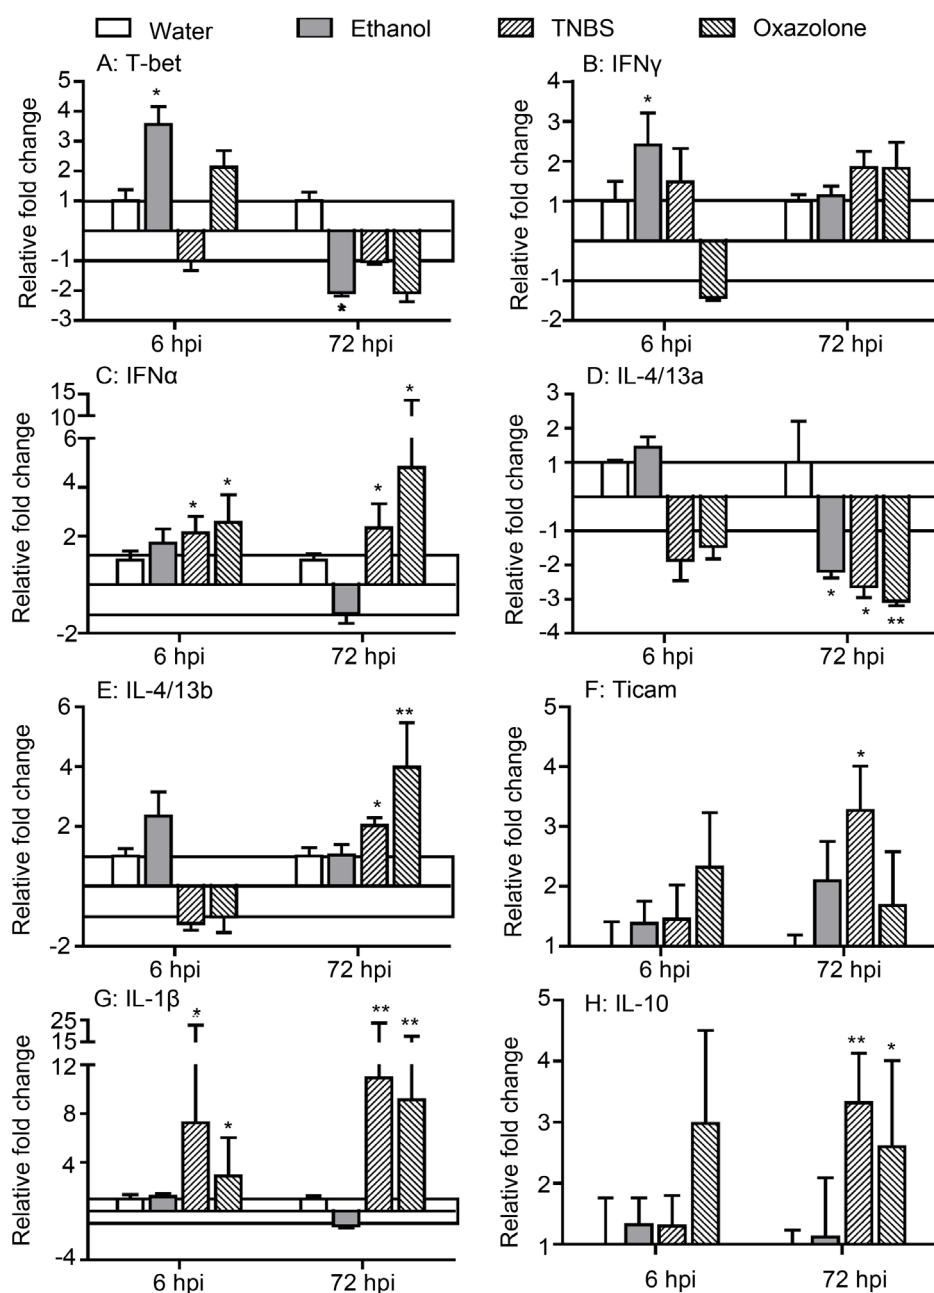 Water Ethanol TNBS Oxazolone
A: T-bet
Relative fold change
5
4
3
2
1
-1
-2
-3
*
*
6 hpi 72 hpi
B: IFNγ
Relative fold change
4
3
2
1
-1
-2
*
6 hpi 72 hpi
C: IFNα
Relative fold change
15
10
6
4
2
-2
*
*
*
*
6 hpi 72 hpi
D: IL-4/13a
Relative fold change
3
2
1
-1
-2
-3
-4
*
*
**
6 hpi 72 hpi
E: IL-4/13b
Relative fold change
6
4
2
-2
*
**
6 hpi 72 hpi
F: Ticam
Relative fold change
5
4
3
2
1
*
6 hpi 72 hpi
G: IL-1β
Relative fold change
25
15
12
8
4
-4
*
*
**
**
6 hpi 72 hpi
H: IL-10
Relative fold change
5
4
3
2
1
**
*
6 hpi 72 hpi